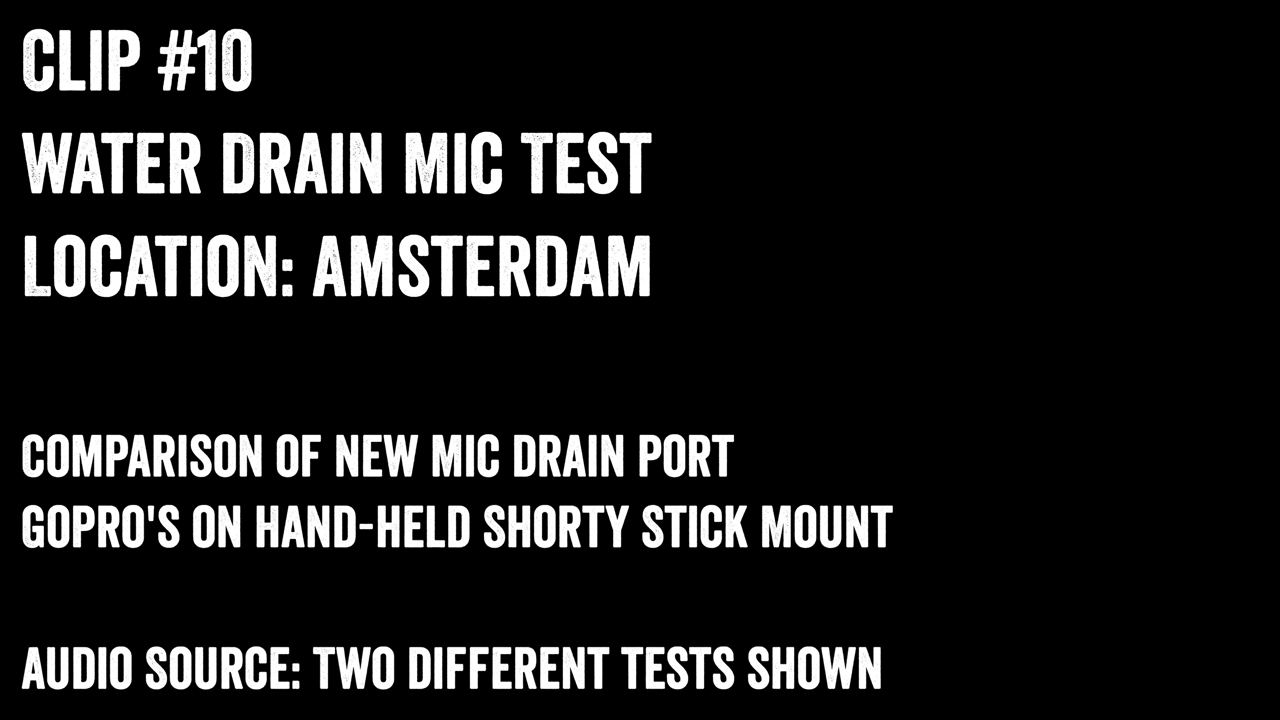 CLIP #10
WATER DRAIN MIC TEST
LOCATION: AMSTERDAM
COMPARISON OF NEW MIC DRAIN PORT
GOPRO'S ON HAND-HELD SHORTY STICK MOUNT
AUDIO SOURCE: TWO DIFFERENT TESTS SHOWN